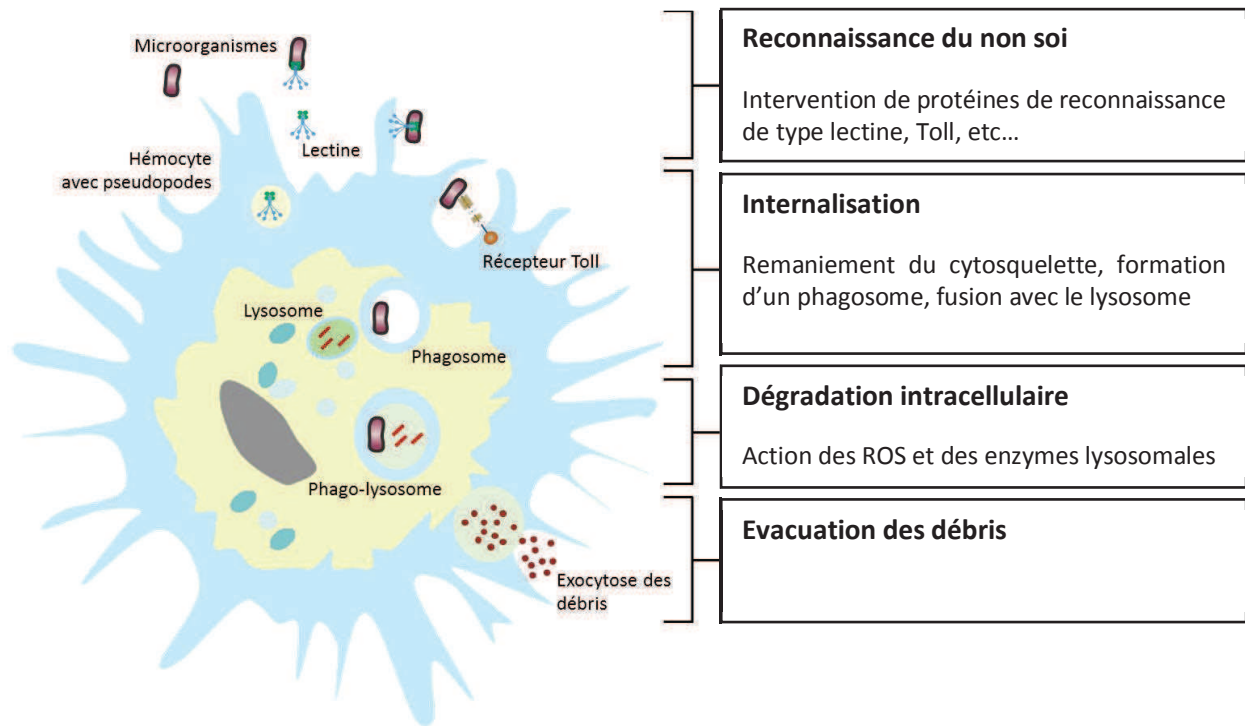 Microorganismes
Lectine
Hémocyte
avec pseudopodes
Récepteur Toll
Lysosome
Phagosome
Phago-lysosome
Exocytose des
débris
Reconnaissance du non soi
Intervention de protéines de reconnaissance
de type lectine, Toll, etc…
Internalisation
Remaniement du cytosquelette, formation
d’un phagosome, fusion avec le lysosome
Dégradation intracellulaire
Action des ROS et des enzymes lysosomales
Evacuation des débris